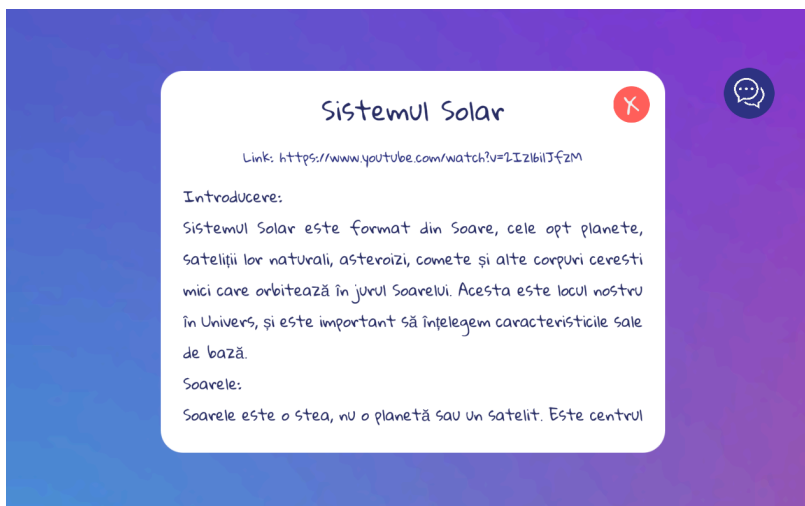 Sistemul Solar
X
Link: https://www.youtube.com/watch?v=2IZlbilJfzM
Introducere:
Sistemul Solar este format din Soare, cele opt planete,
sateliții lor naturali, asteroizi, comete și alte corpuri ceresti
mici care orbitează în jurul Soarelui. Acesta este locul nostru
în Univers, și este important să înțelegem caracteristicile sale
de bază.
Soarele:
Soarele este o stea, nu o planetă sau un satelit. Este centrul